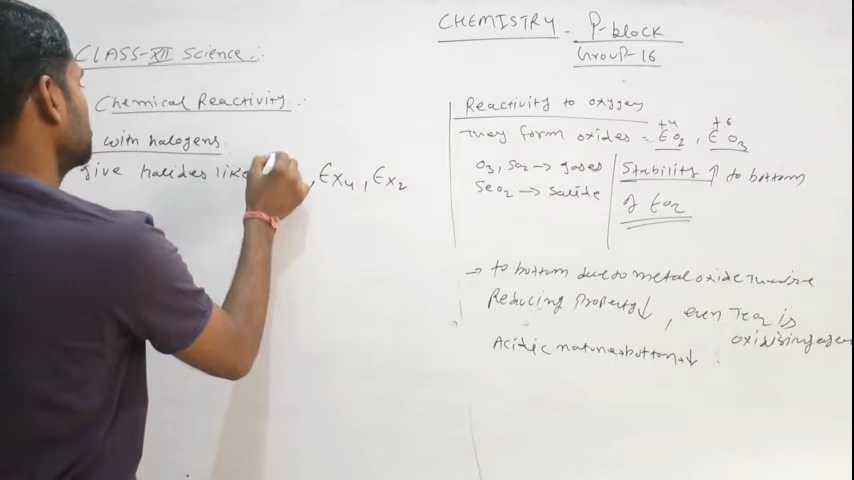 CHEMISTRY - P-block
Group-16
CLASS-XII Science :
Chemical Reactivity :
with halogens
give halides like , EX4, EX2
Reactivity to oxygen
They form oxides = +4 EO2, +6 EO3
O3, SO2 → gases
SeO2 → Solide
Stability ↑ to bottom
of EO2
→ to bottom due to metal oxide
Reducing Property ↓, even TeO2 is
oxidising
Acidic nature bottom ↓